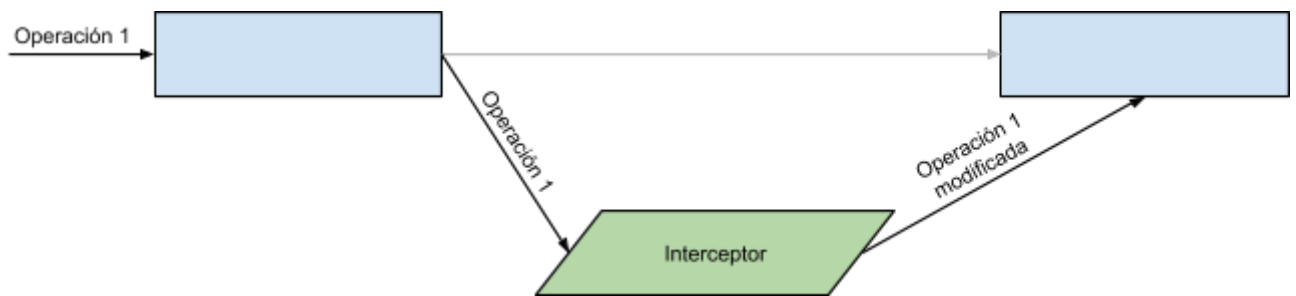 Operación 1
Operación 1
Operación 1
modificada
Interceptor